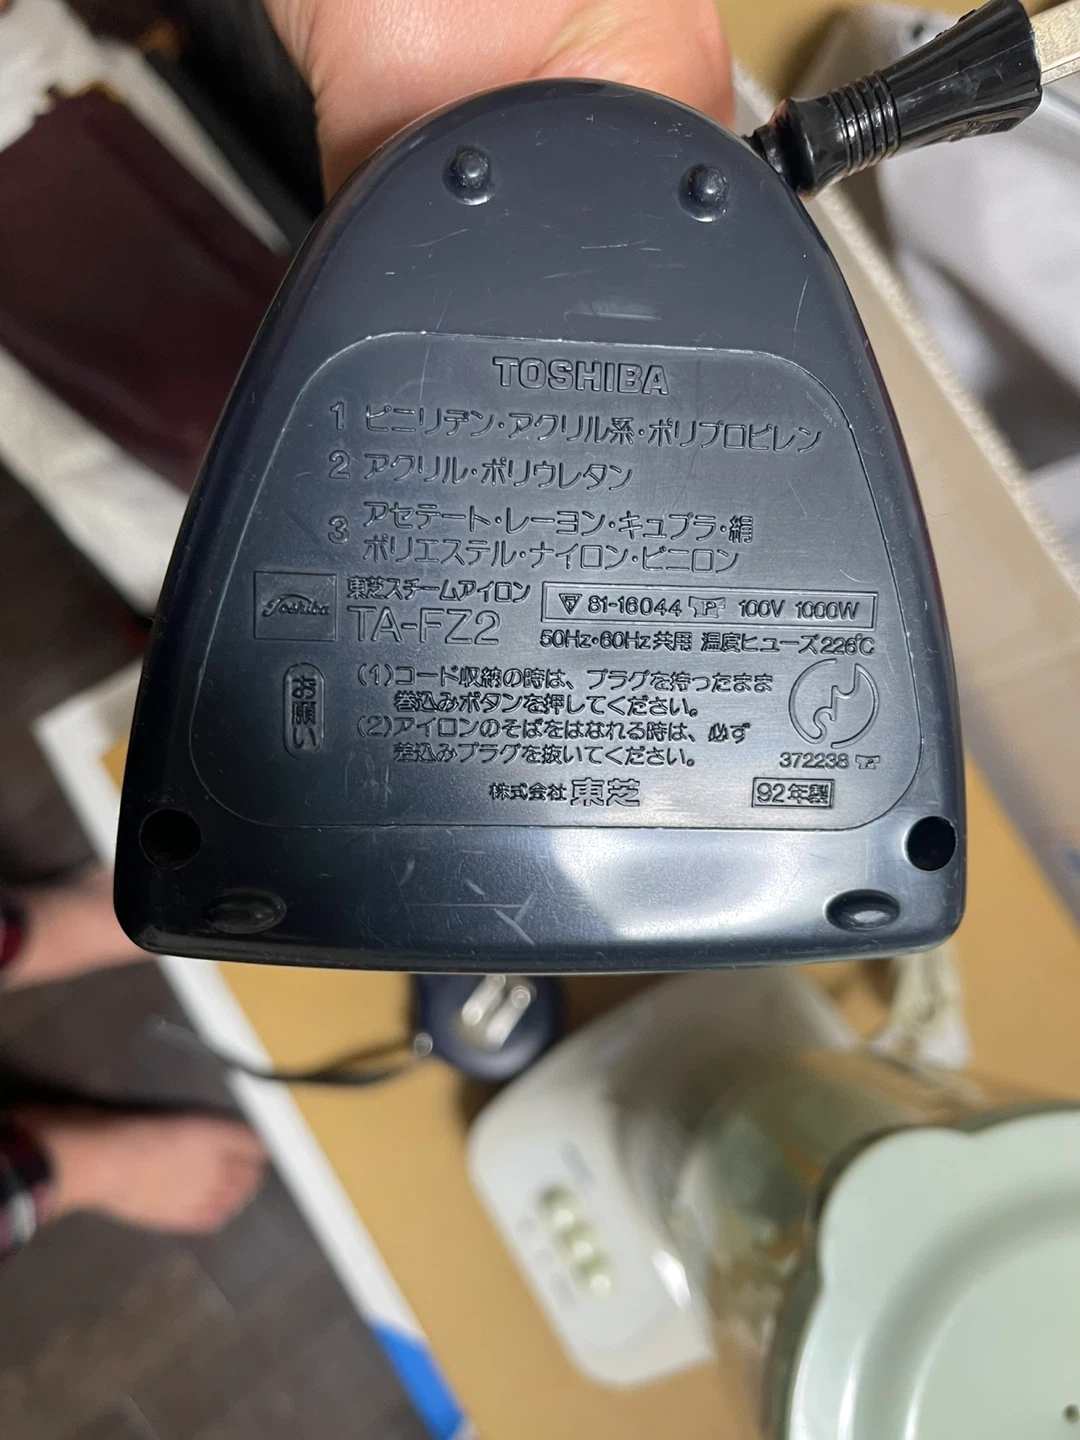 TOSHIBA
1 ビニリデン・アクリル系・ポリプロピレン
2 アクリル・ポリウレタン
3 アセテート・レーヨン・キュプラ・絹
ポリエステル・ナイロン・ビニロン
Toshiba
東芝スチームアイロン
TA-FZ2
81-16044 100V 1000W
50Hz・60Hz共用 温度ヒューズ226℃
お願い
(1)コード収納の時は、プラグを持ったまま
巻込みボタンを押してください。
(2)アイロンのそばをはなれる時は、必ず
差込みプラグを抜いてください。
372238
株式会社 東芝
92年製